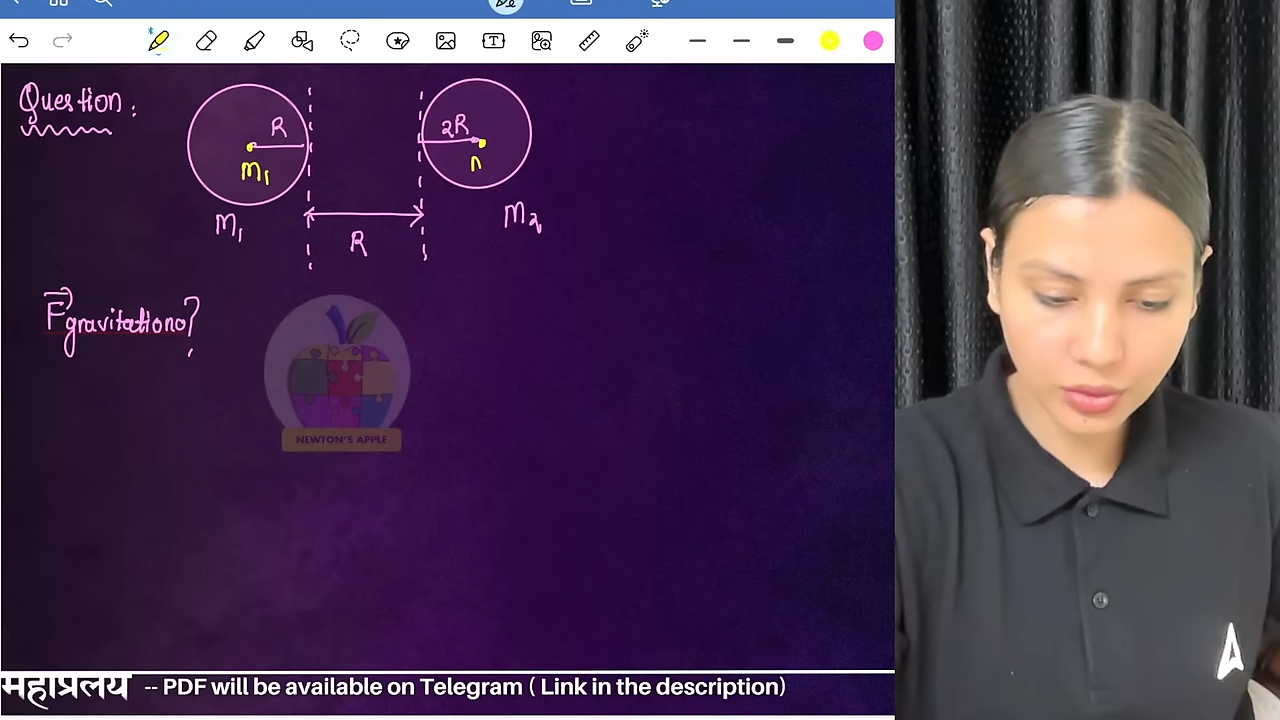 Question :
R
2R
m₁
n
M₁
M₂
R
F gravitationo?
NEWTON'S APPLE
महाप्रलय -- PDF will be available on Telegram ( Link in the description)